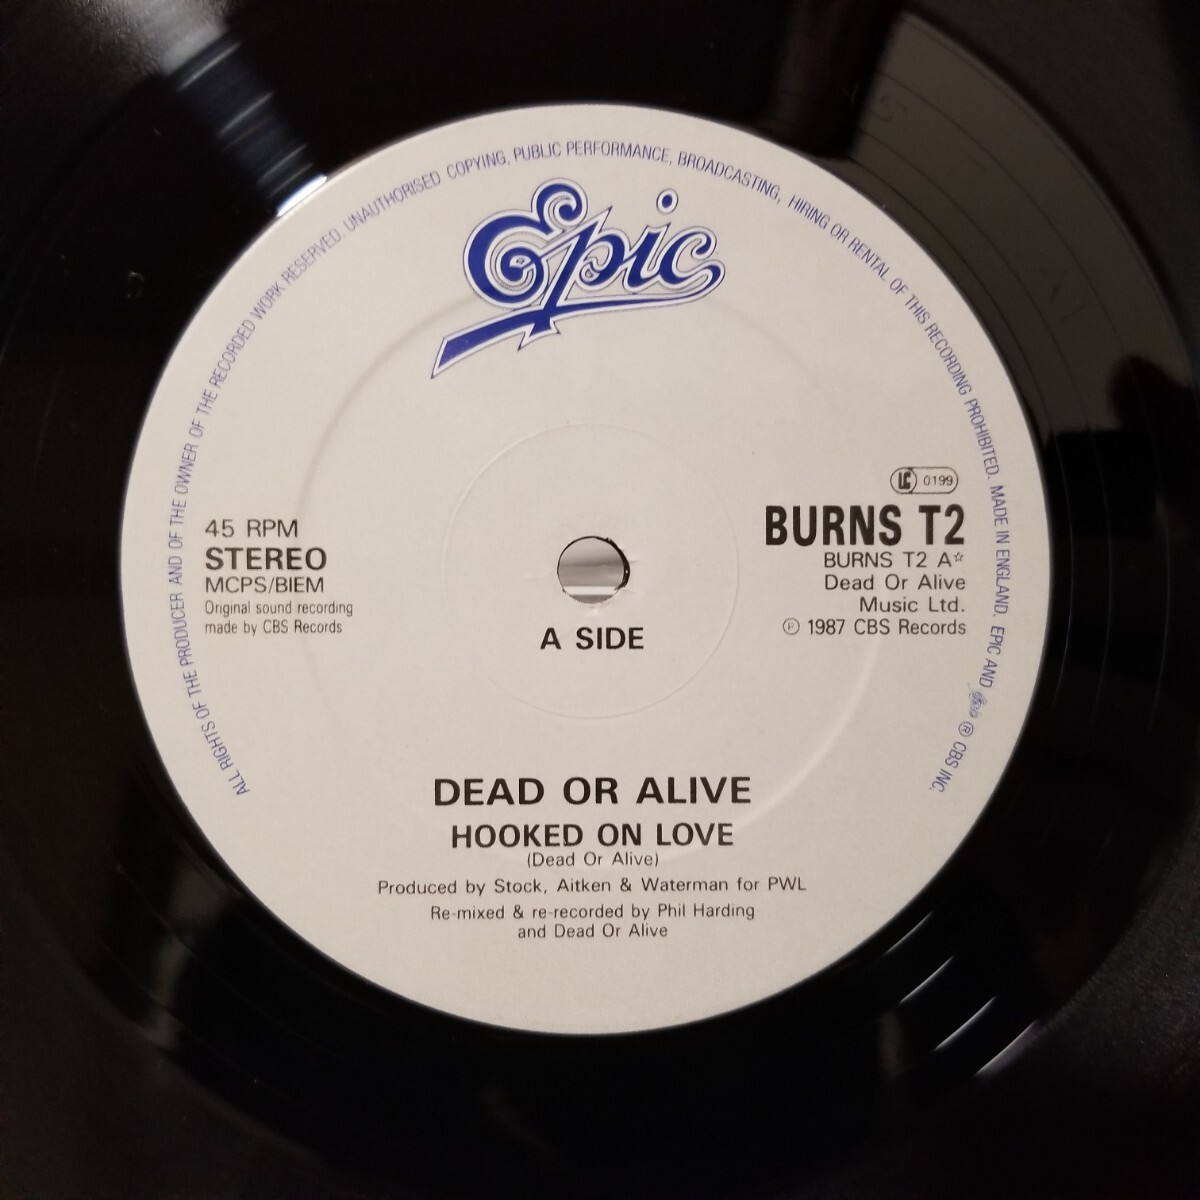 ALL RIGHTS OF THE PRODUCER AND OF THE OWNER OF THE RECORDED WORK RESERVED. UNAUTHORISED COPYING, PUBLIC PERFORMANCE, BROADCASTING, HIRING OR RENTAL OF THIS RECORDING PROHIBITED. MADE IN ENGLAND. EPIC AND Epic ® CBS INC.
Epic
LC 0199
45 RPM
STEREO
MCPS/BIEM
Original sound recording
made by CBS Records
BURNS T2
BURNS T2 A☆
Dead Or Alive
Music Ltd.
℗ 1987 CBS Records
A SIDE
DEAD OR ALIVE
HOOKED ON LOVE
(Dead Or Alive)
Produced by Stock, Aitken & Waterman for PWL
Re-mixed & re-recorded by Phil Harding
and Dead Or Alive